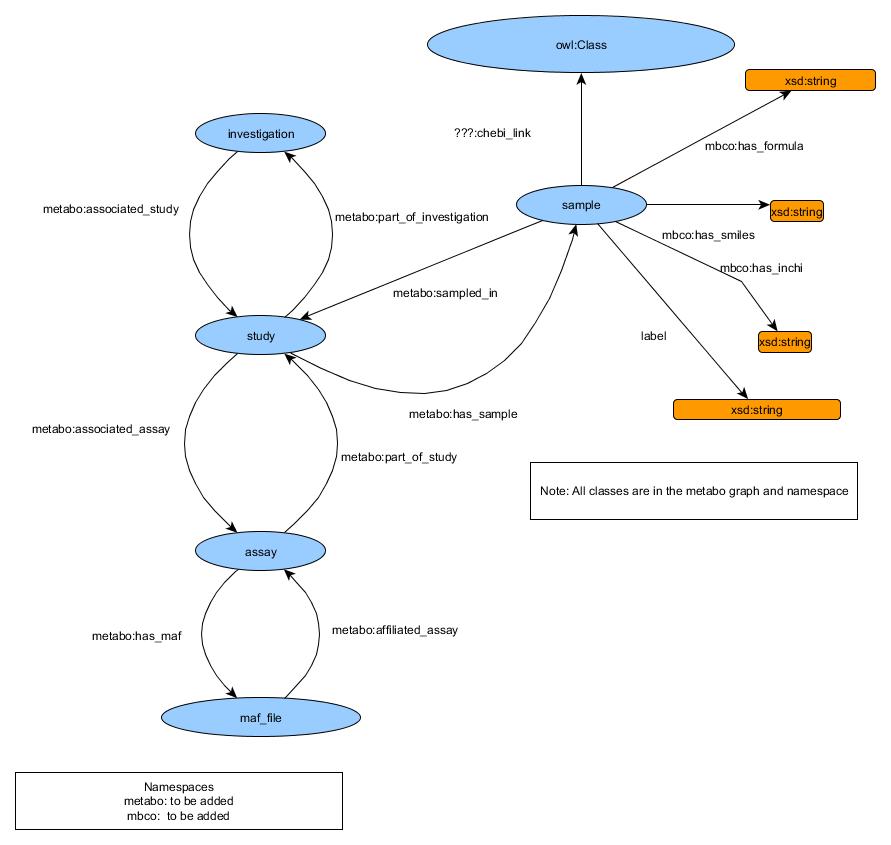 owl:Class
xsd:string
investigation
???:chebi_link
mbco:has_formula
sample
metabo:associated_study
metabo:part_of_investigation
xsd:string
mbco:has_smiles
mbco:has_inchi
metabo:sampled_in
study
label
xsd:string
metabo:has_sample
xsd:string
metabo:associated_assay
metabo:part_of_study
Note: All classes are in the metabo graph and namespace
assay
metabo:has_maf
metabo:affiliated_assay
maf_file
Namespaces
metabo: to be added
mbco:  to be added